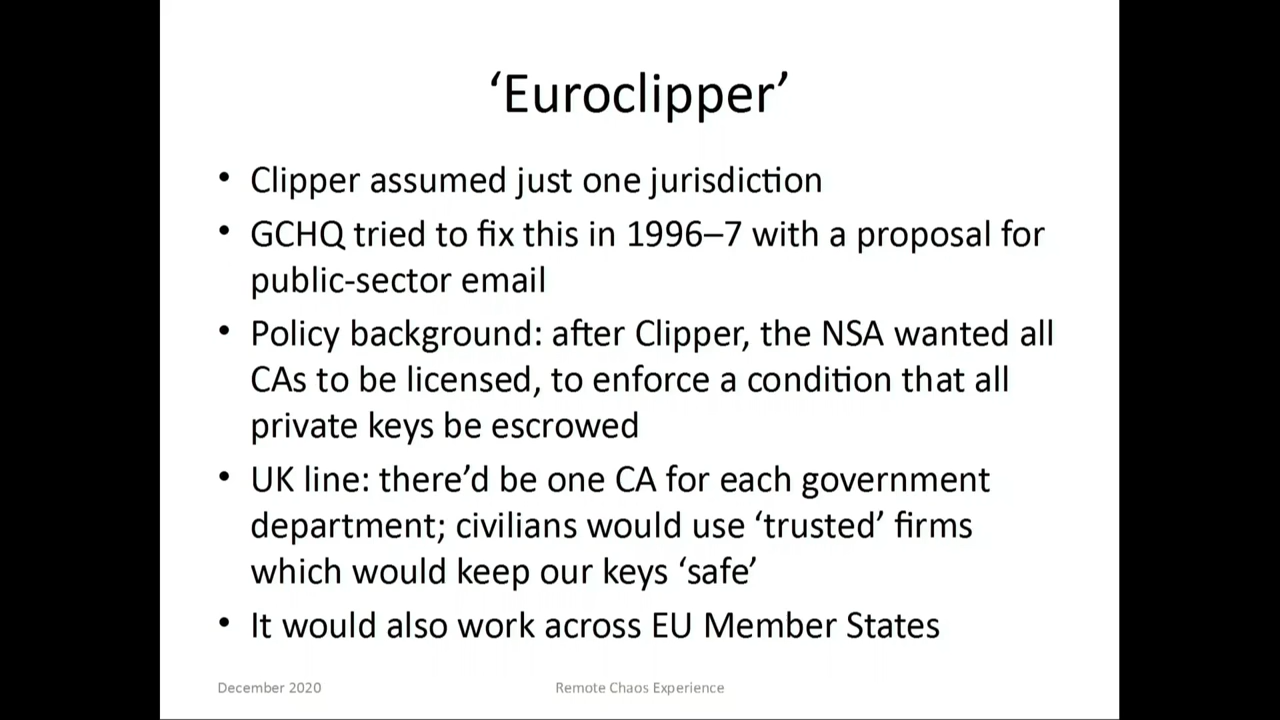 ‘Euroclipper’
• Clipper assumed just one jurisdiction
• GCHQ tried to fix this in 1996–7 with a proposal for
public-sector email
• Policy background: after Clipper, the NSA wanted all
CAs to be licensed, to enforce a condition that all
private keys be escrowed
• UK line: there’d be one CA for each government
department; civilians would use ‘trusted’ firms
which would keep our keys ‘safe’
• It would also work across EU Member States
December 2020
Remote Chaos Experience